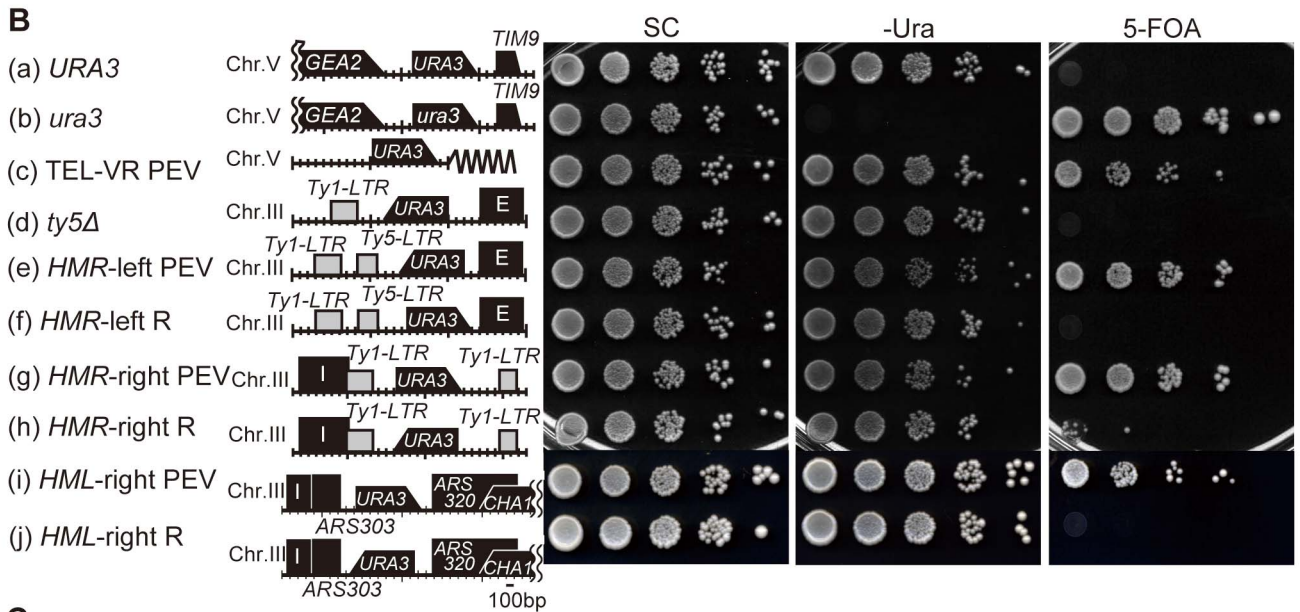 B
SC
-Ura
5-FOA
(a) URA3
Chr.V
GEA2
URA3
TIM9
(b) ura3
Chr.V
GEA2
ura3
TIM9
(c) TEL-VR PEV
Chr.V
URA3
(d) ty5Δ
Chr.III
Ty1-LTR
URA3
E
(e) HMR-left PEV
Chr.III
Ty1-LTR
Ty5-LTR
URA3
E
(f) HMR-left R
Chr.III
Ty1-LTR
Ty5-LTR
URA3
E
(g) HMR-right PEV
Chr.III
I
Ty1-LTR
URA3
Ty1-LTR
(h) HMR-right R
Chr.III
I
Ty1-LTR
URA3
Ty1-LTR
(i) HML-right PEV
Chr.III
I
ARS303
URA3
ARS
320
CHA1
(j) HML-right R
Chr.III
I
ARS303
URA3
ARS
320
CHA1
100bp